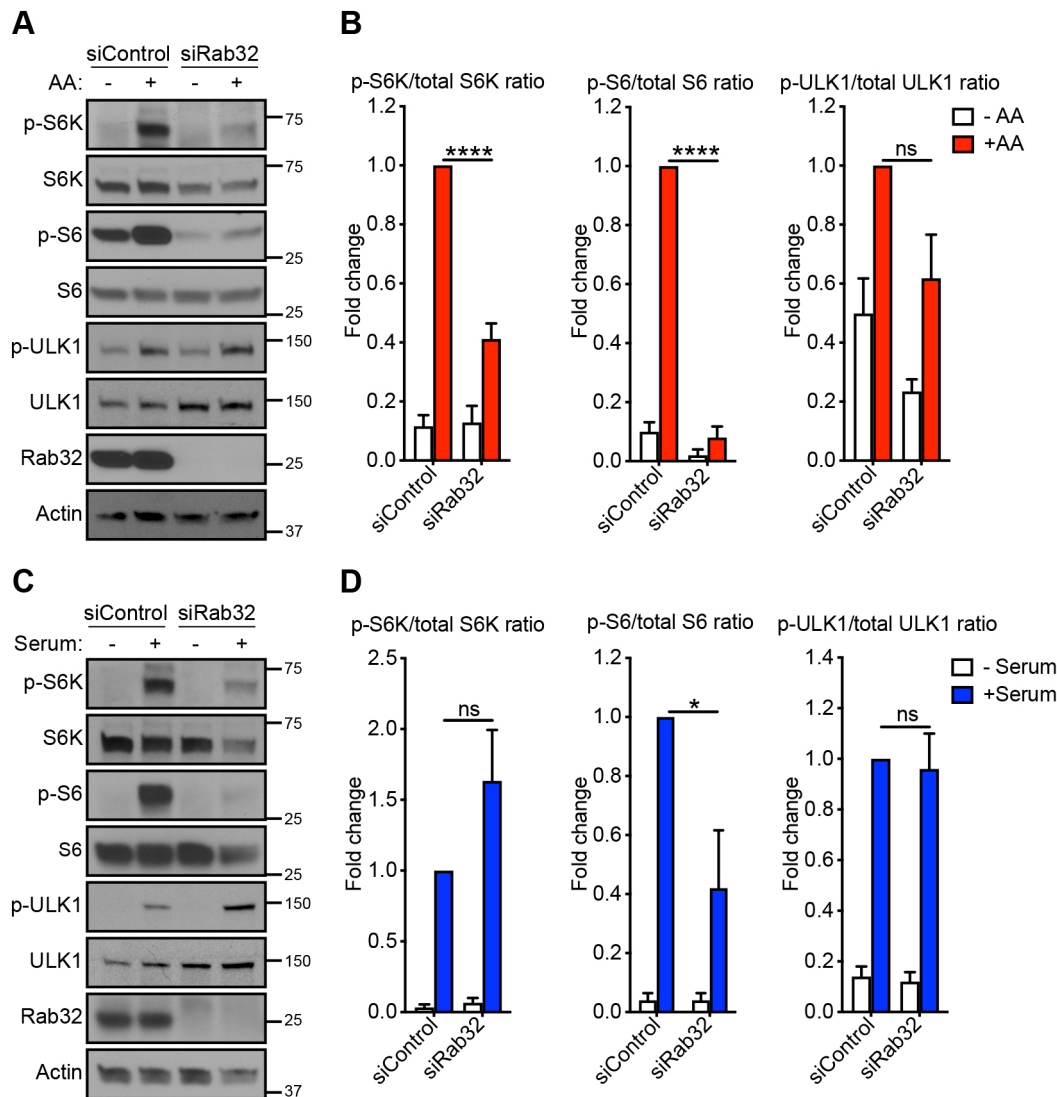 A
siControl siRab32
AA: - + - +
p-S6K 75
S6K 75
p-S6 25
S6 25
p-ULK1 150
ULK1 150
Rab32 25
Actin 37
B
p-S6K/total S6K ratio
Fold change
1.2
1.0
0.8
0.6
0.4
0.2
0.0
****
siControl
siRab32
p-S6/total S6 ratio
Fold change
1.2
1.0
0.8
0.6
0.4
0.2
0.0
****
siControl
siRab32
p-ULK1/total ULK1 ratio
Fold change
1.2
1.0
0.8
0.6
0.4
0.2
0.0
ns
siControl
siRab32
- AA
+AA
C
siControl siRab32
Serum: - + - +
p-S6K 75
S6K 75
p-S6 25
S6 25
p-ULK1 150
ULK1 150
Rab32 25
Actin 37
D
p-S6K/total S6K ratio
Fold change
2.5
2.0
1.5
1.0
0.5
0.0
ns
siControl
siRab32
p-S6/total S6 ratio
Fold change
1.2
1.0
0.8
0.6
0.4
0.2
0.0
*
siControl
siRab32
p-ULK1/total ULK1 ratio
Fold change
1.4
1.2
1.0
0.8
0.6
0.4
0.2
0.0
ns
siControl
siRab32
- Serum
+Serum